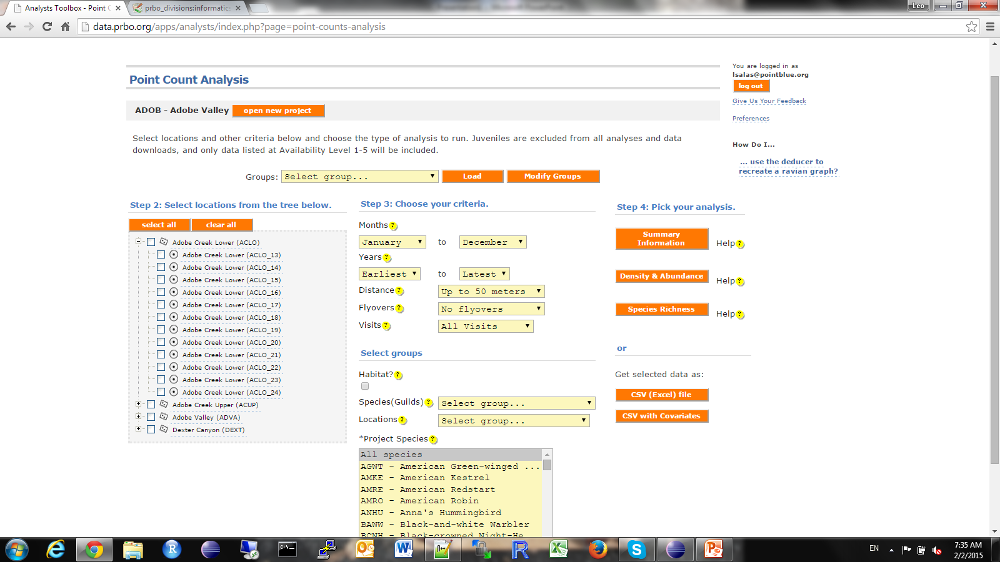 Analysts Toolbox - Point C
prbo_divisions:informatics
Leo
data.prbo.org/apps/analysts/index.php?page=point-counts-analysis
Point Count Analysis
You are logged in as
lsalas@pointblue.org
log out
Give Us Your Feedback
Preferences
How Do I...
... use the deducer to
recreate a ravian graph?
ADOB - Adobe Valley open new project
Select locations and other criteria below and choose the type of analysis to run. Juveniles are excluded from all analyses and data
downloads, and only data listed at Availability Level 1-5 will be included.
Groups: Select group... Load Modify Groups
Step 2: Select locations from the tree below.
select all clear all
Adobe Creek Lower (ACLO)
Adobe Creek Lower (ACLO_13)
Adobe Creek Lower (ACLO_14)
Adobe Creek Lower (ACLO_15)
Adobe Creek Lower (ACLO_16)
Adobe Creek Lower (ACLO_17)
Adobe Creek Lower (ACLO_18)
Adobe Creek Lower (ACLO_19)
Adobe Creek Lower (ACLO_20)
Adobe Creek Lower (ACLO_21)
Adobe Creek Lower (ACLO_22)
Adobe Creek Lower (ACLO_23)
Adobe Creek Lower (ACLO_24)
Adobe Creek Upper (ACUP)
Adobe Valley (ADVA)
Dexter Canyon (DEXT)
Step 3: Choose your criteria.
Months ?
January to December
Years ?
Earliest to Latest
Distance ? Up to 50 meters
Flyovers ? No flyovers
Visits ? All Visits
Select groups
Habitat? ?
Species(Guilds) ? Select group...
Locations ? Select group...
*Project Species ?
All species
AGWT - American Green-winged ...
AMKE - American Kestrel
AMRE - American Redstart
AMRO - American Robin
ANHU - Anna's Hummingbird
BAWW - Black-and-white Warbler
BCNH - Black-crowned Night-He
Step 4: Pick your analysis.
Summary
Information Help ?
Density & Abundance Help ?
Species Richness Help ?
or
Get selected data as:
CSV (Excel) file
CSV with Covariates
EN
7:35 AM
2/2/2015